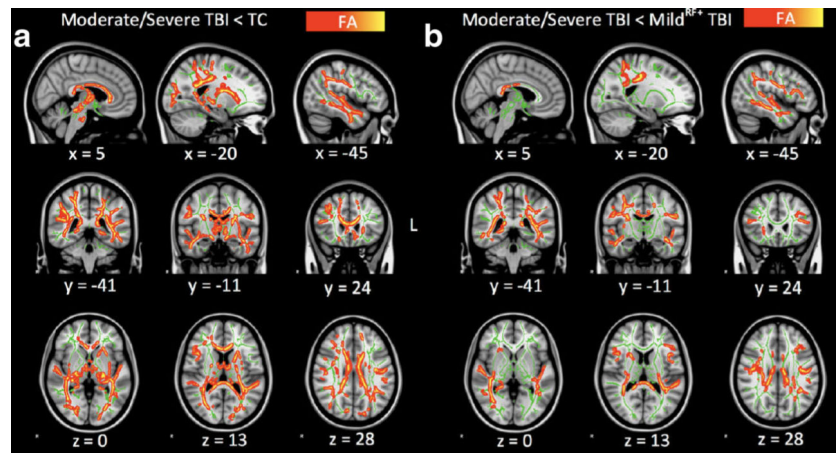 a Moderate/Severe TBI < TC FA
x = 5 x = -20 x = -45
y = -41 y = -11 y = 24
z = 0 z = 13 z = 28
L
b Moderate/Severe TBI < Mild^RF+ TBI FA
x = 5 x = -20 x = -45
y = -41 y = -11 y = 24
z = 0 z = 13 z = 28